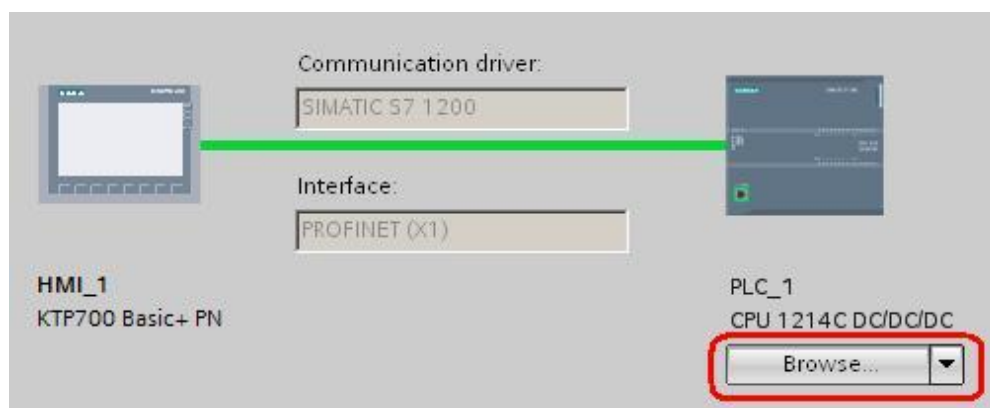 Communication driver:
SIMATIC S7 1200
Interface:
PROFINET (X1)
HMI_1
KTP700 Basic+ PN
PLC_1
CPU 1214C DC/DC/DC
Browse...